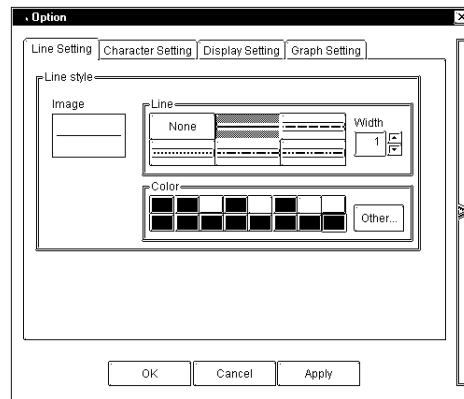 Option
Line Setting Character Setting Display Setting Graph Setting
Line style
Image
Line
None
Width
1
Color
Other...
OK Cancel Apply